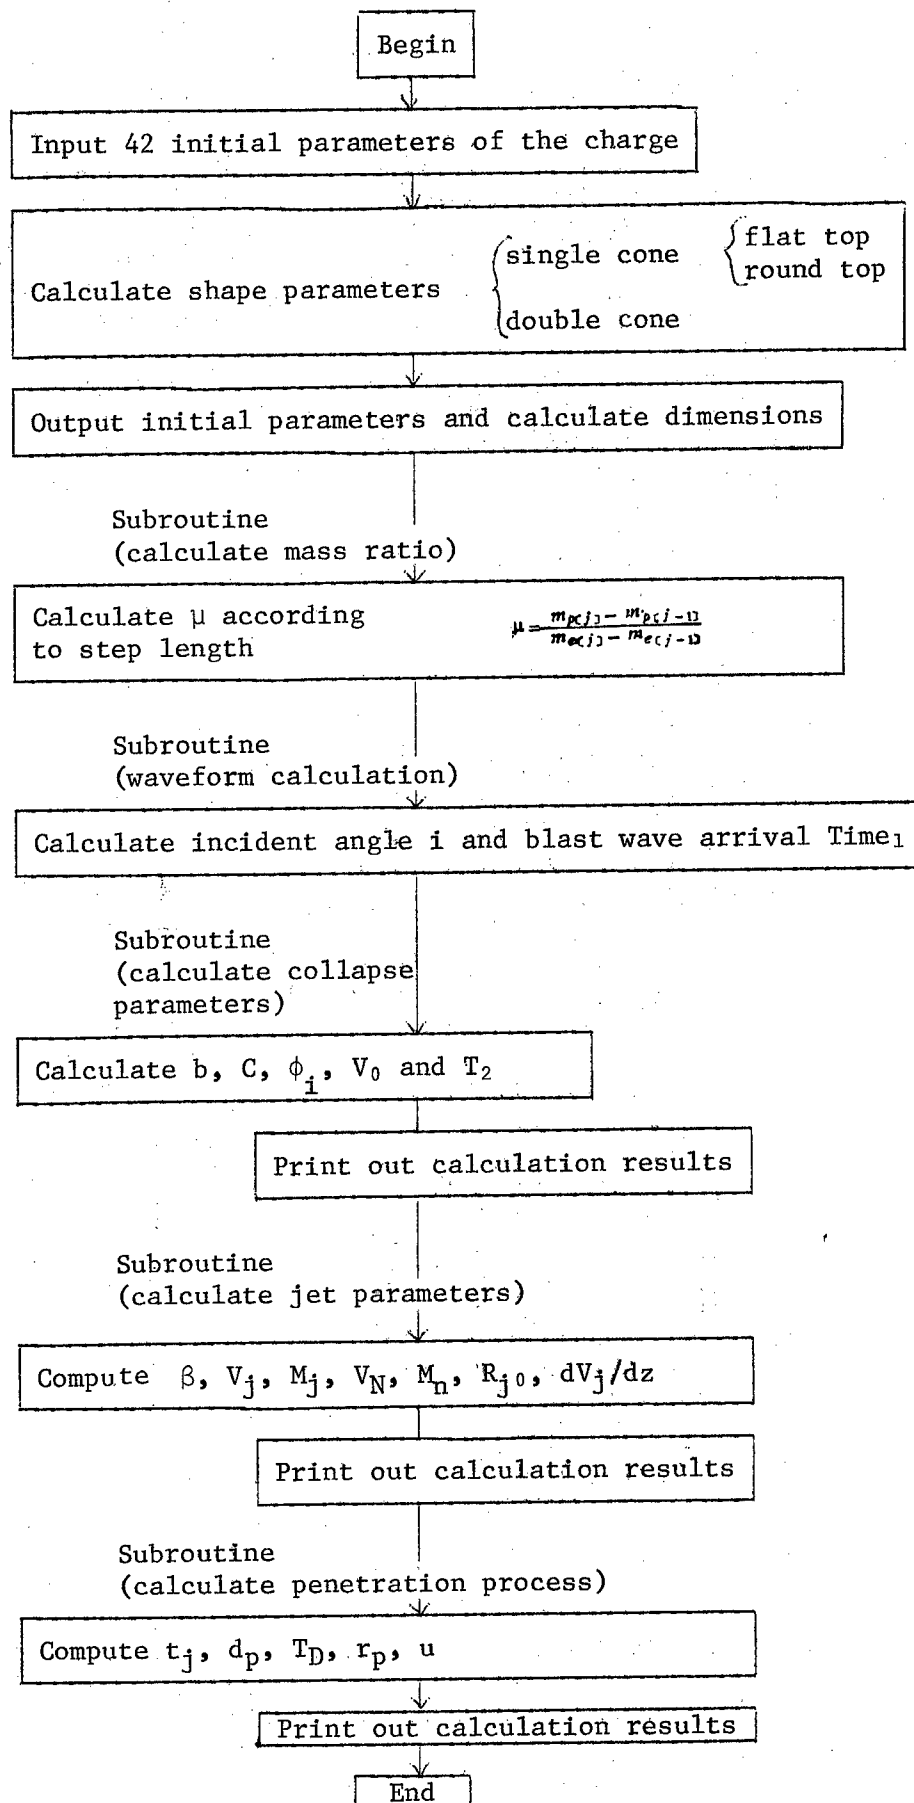 Begin
Input 42 initial parameters of the charge
Calculate shape parameters { single cone { flat top
round top
double cone
Output initial parameters and calculate dimensions
Subroutine
(calculate mass ratio)
Calculate μ according
to step length
μ = (m_p[j] - m_p[j-1]) / (m_e[j] - m_e[j-1])
Subroutine
(waveform calculation)
Calculate incident angle i and blast wave arrival Time₁
Subroutine
(calculate collapse
parameters)
Calculate b, C, ϕ_i, V₀ and T₂
Print out calculation results
Subroutine
(calculate jet parameters)
Compute β, V_j, M_j, V_N, M_n, R_j₀, dV_j/dz
Print out calculation results
Subroutine
(calculate penetration process)
Compute t_j, d_p, T_D, r_p, u
Print out calculation results
End